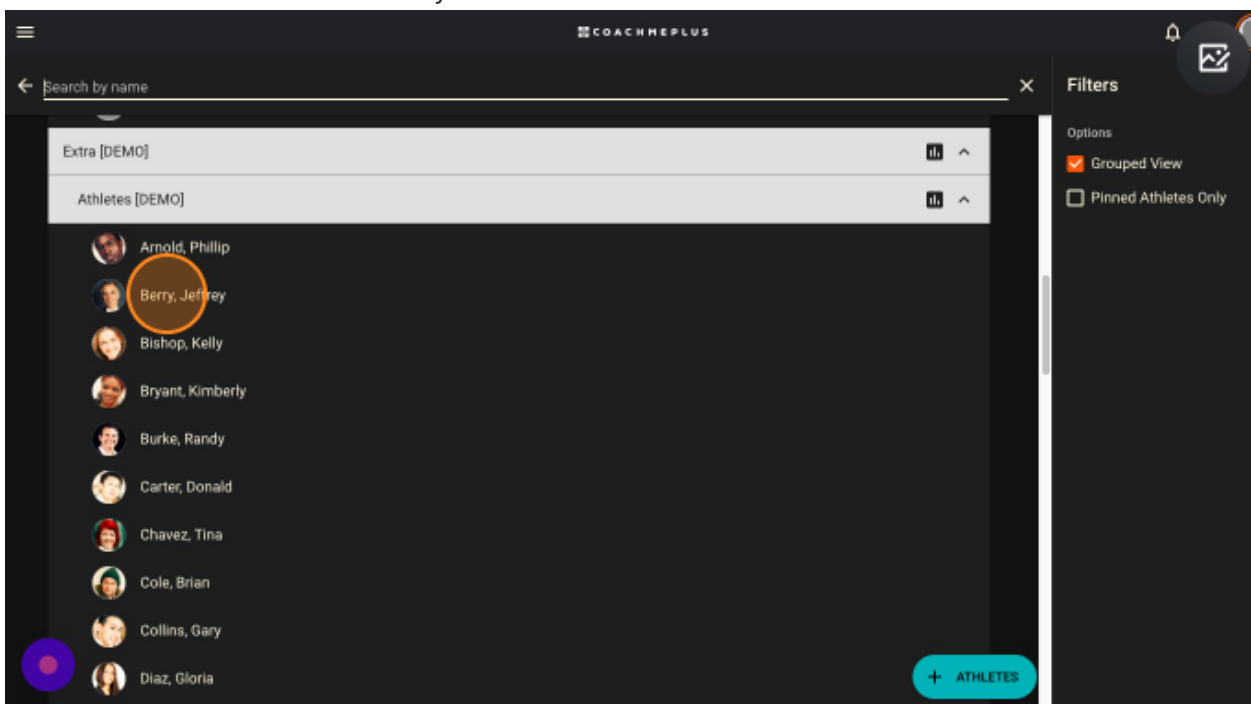 COACHMEPLUS
Search by name
Filters
Options
Grouped View
Pinned Athletes Only
Extra [DEMO]
Athletes [DEMO]
Arnold, Phillip
Berry, Jeffrey
Bishop, Kelly
Bryant, Kimberly
Burke, Randy
Carter, Donald
Chavez, Tina
Cole, Brian
Collins, Gary
Diaz, Gloria
+ ATHLETES